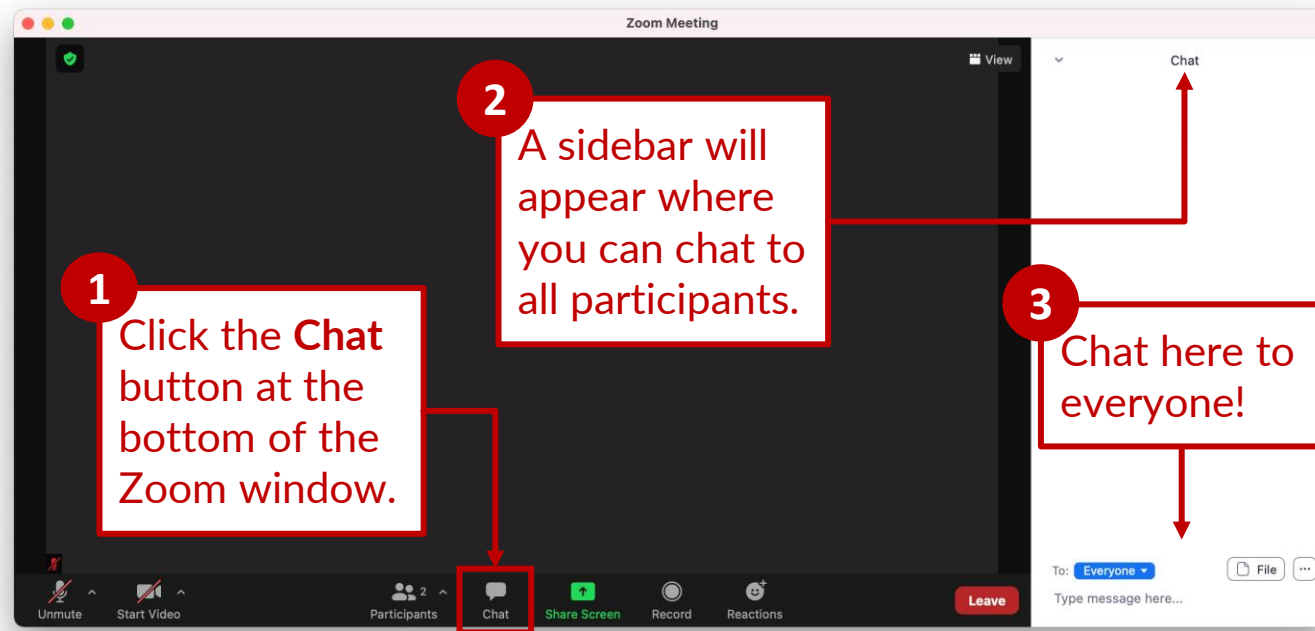 Zoom Meeting
View
Chat
2
A sidebar will
appear where
you can chat to
all participants.
1
Click the Chat
button at the
bottom of the
Zoom window.
3
Chat here to
everyone!
To: Everyone
File
Type message here...
Unmute
Start Video
2
Participants
Chat
Share Screen
Record
Reactions
Leave